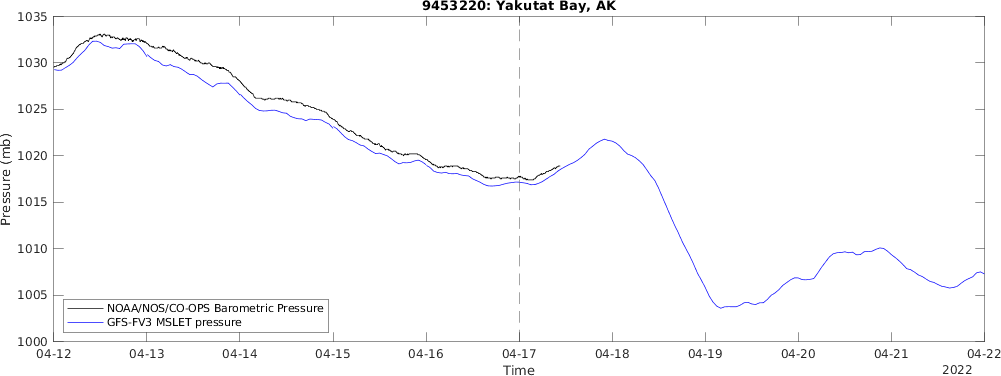 9453220: Yakutat Bay, AK
Pressure (mb)
1035
1030
1025
1020
1015
1010
1005
1000
NOAA/NOS/CO-OPS Barometric Pressure
GFS-FV3 MSLET pressure
04-12 04-13 04-14 04-15 04-16 04-17 04-18 04-19 04-20 04-21 04-22
Time
2022